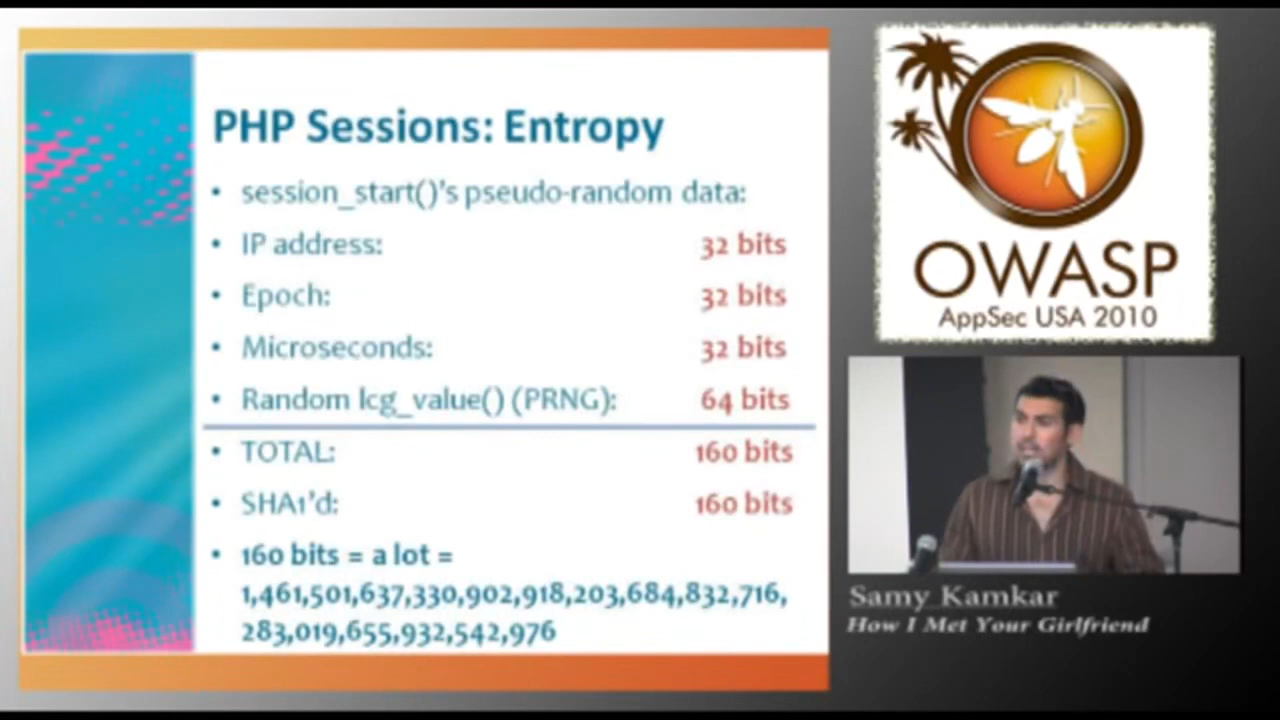 PHP Sessions: Entropy
• session_start()'s pseudo-random data:
• IP address: 32 bits
• Epoch: 32 bits
• Microseconds: 32 bits
• Random lcg_value() (PRNG): 64 bits
• TOTAL: 160 bits
• SHA1'd: 160 bits
• 160 bits = a lot =
1,461,501,637,330,902,918,203,684,832,716,
283,019,655,932,542,976
OWASP
AppSec USA 2010
Samy Kamkar
How I Met Your Girlfriend